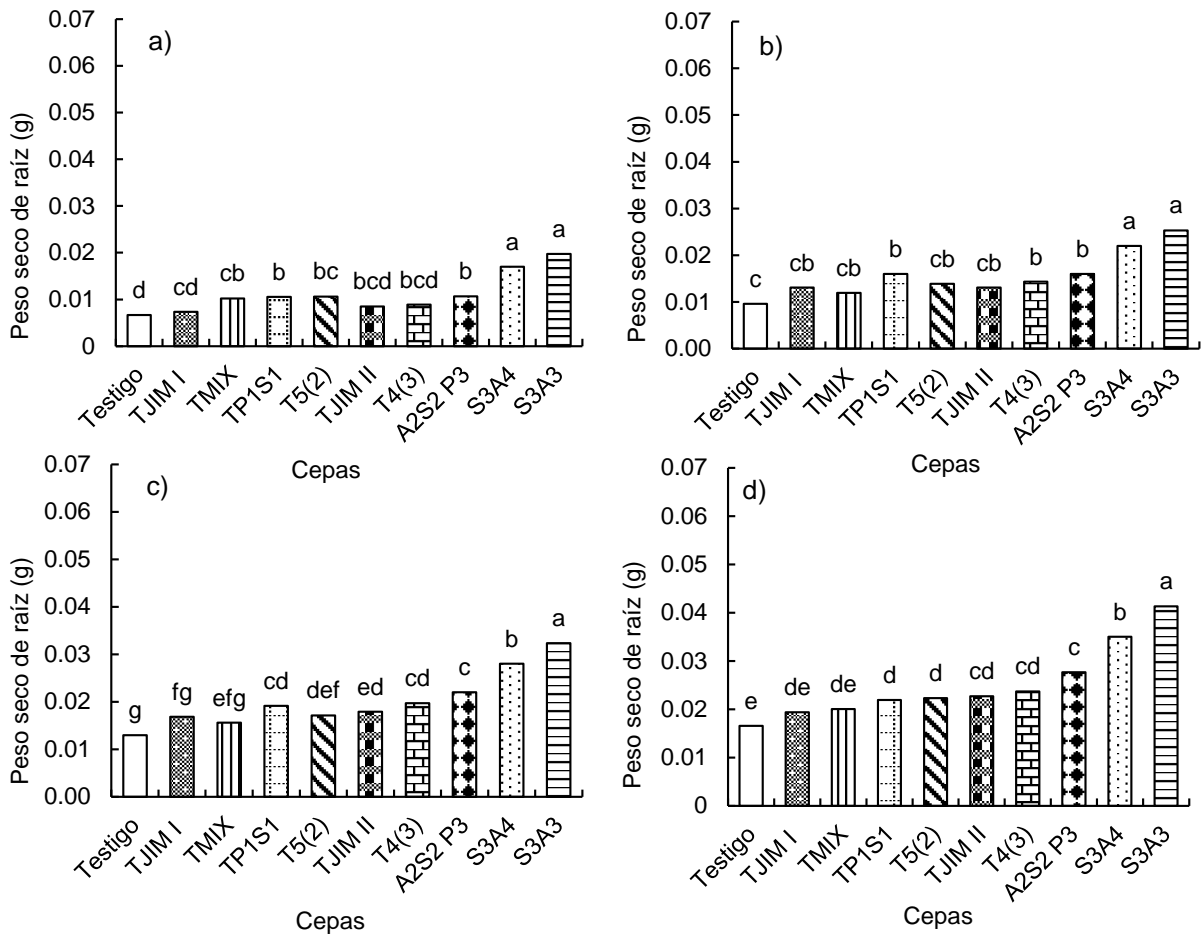 a)
Peso seco de raíz (g)
0.07
0.06
0.05
0.04
0.03
0.02
0.01
0
d cd cb b bc bcd bcd b a a
Testigo TJIM I TMIX TP1S1 T5(2) TJIM II T4(3) A2S2 P3 S3A4 S3A3
Cepas
b)
Peso seco de raíz (g)
0.07
0.06
0.05
0.04
0.03
0.02
0.01
0.00
c cb cb b cb cb b b a a
Testigo TJIM I TMIX TP1S1 T5(2) TJIM II T4(3) A2S2 P3 S3A4 S3A3
Cepas
c)
Peso seco de raíz (g)
0.07
0.06
0.05
0.04
0.03
0.02
0.01
0.00
g fg efg cd def ed cd c b a
Testigo TJIM I TMIX TP1S1 T5(2) TJIM II T4(3) A2S2 P3 S3A4 S3A3
Cepas
d)
Peso seco de raíz (g)
0.07
0.06
0.05
0.04
0.03
0.02
0.01
0
e de de d d cd cd c b a
Testigo TJIM I TMIX TP1S1 T5(2) TJIM II T4(3) A2S2 P3 S3A4 S3A3
Cepas